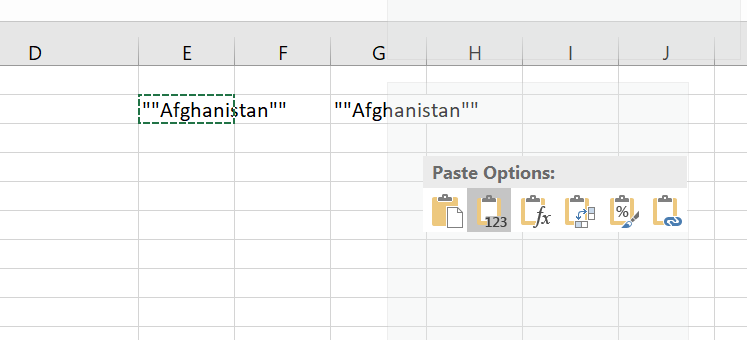 D E F G H I J
""Afghanistan"" ""Afghanistan""
Paste Options:
123 fx %